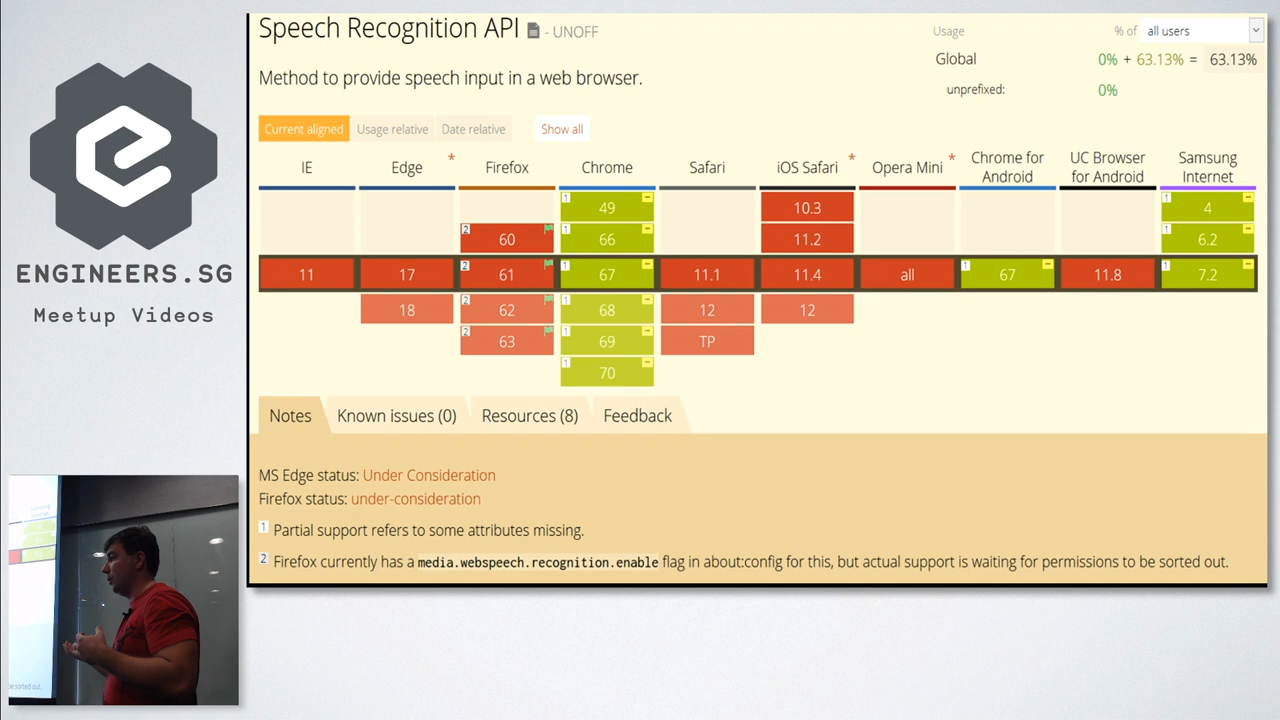 ENGINEERS.SG
Meetup Videos
Speech Recognition API - UNOFF
Usage % of all users
Global 0% + 63.13% = 63.13%
unprefixed: 0%
Method to provide speech input in a web browser.
Current aligned Usage relative Date relative Show all
IE Edge * Firefox Chrome Safari iOS Safari * Opera Mini * Chrome for Android UC Browser for Android Samsung Internet
1 49 10.3 1 4
2 60 1 66 11.2 1 6.2
11 17 2 61 1 67 11.1 11.4 all 1 67 11.8 1 7.2
18 2 62 1 68 12 12
2 63 1 69 TP
1 70
Notes Known issues (0) Resources (8) Feedback
MS Edge status: Under Consideration
Firefox status: under-consideration
1 Partial support refers to some attributes missing.
2 Firefox currently has a media.webspeech.recognition.enable flag in about:config for this, but actual support is waiting for permissions to be sorted out.